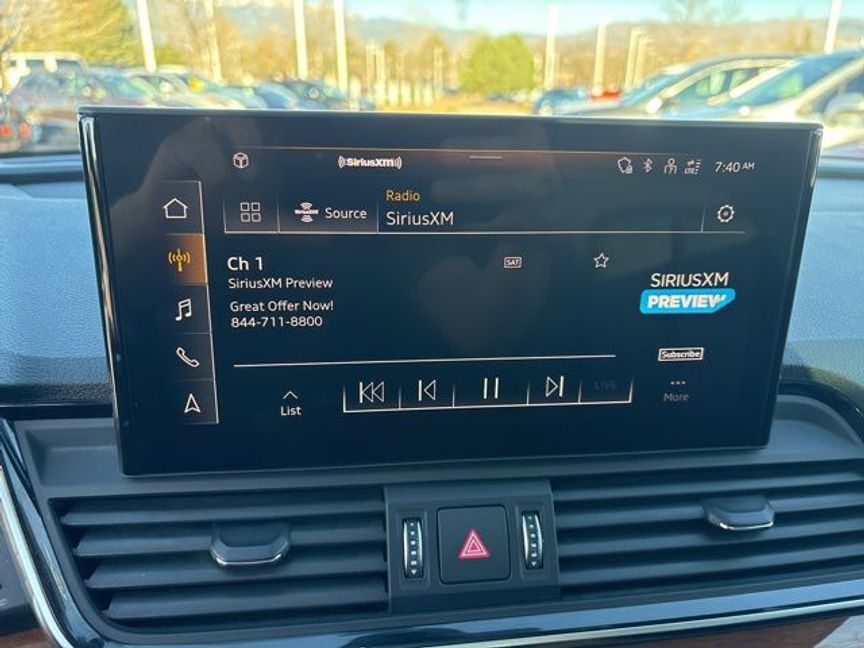 ((SiriusXM))
7:40 AM
Radio
Source
SiriusXM
Ch 1
SAT
SiriusXM Preview
SIRIUSXM
PREVIEW
Great Offer Now!
844-711-8800
Subscribe
LIVE
List
More